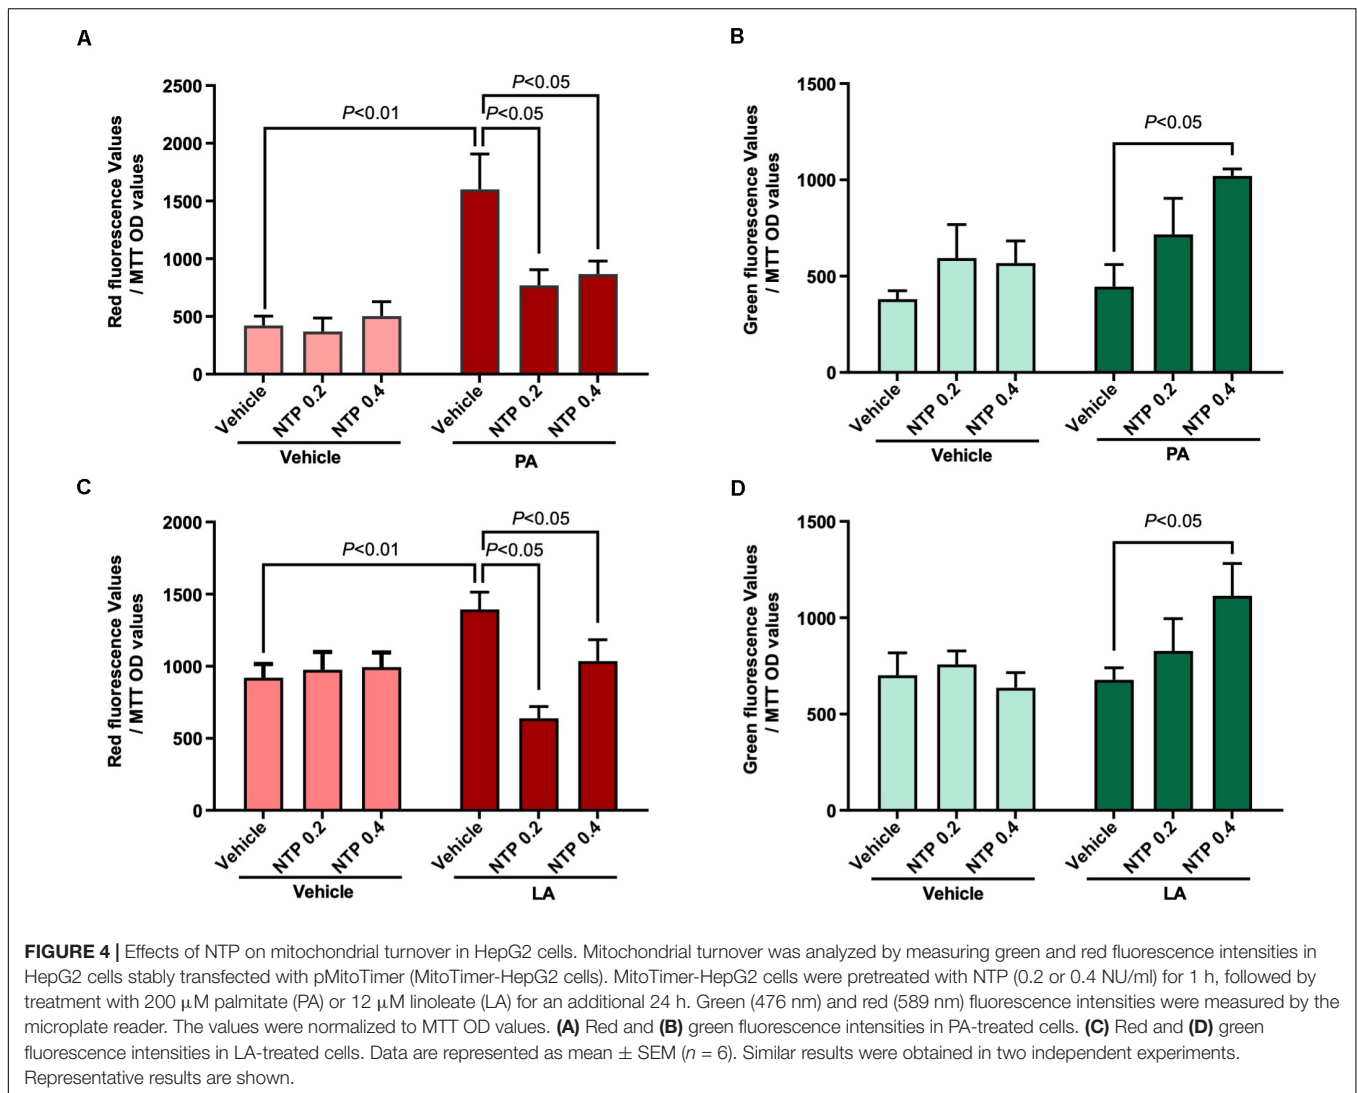 A
Red fluorescence Values
/ MTT OD values
2500
2000
1500
1000
500
0
P<0.01
P<0.05
P<0.05
Vehicle
NTP 0.2
NTP 0.4
Vehicle
NTP 0.2
NTP 0.4
Vehicle
PA
B
Green fluorescence Values
/ MTT OD values
1500
1000
500
0
P<0.05
Vehicle
NTP 0.2
NTP 0.4
Vehicle
NTP 0.2
NTP 0.4
Vehicle
PA
C
Red fluorescence Values
/ MTT OD values
2000
1500
1000
500
0
P<0.01
P<0.05
P<0.05
Vehicle
NTP 0.2
NTP 0.4
Vehicle
NTP 0.2
NTP 0.4
Vehicle
LA
D
Green fluorescence Values
/ MTT OD values
1500
1000
500
0
P<0.05
Vehicle
NTP 0.2
NTP 0.4
Vehicle
NTP 0.2
NTP 0.4
Vehicle
LA
FIGURE 4 | Effects of NTP on mitochondrial turnover in HepG2 cells. Mitochondrial turnover was analyzed by measuring green and red fluorescence intensities in
HepG2 cells stably transfected with pMitoTimer (MitoTimer-HepG2 cells). MitoTimer-HepG2 cells were pretreated with NTP (0.2 or 0.4 NU/ml) for 1 h, followed by
treatment with 200 μM palmitate (PA) or 12 μM linoleate (LA) for an additional 24 h. Green (476 nm) and red (589 nm) fluorescence intensities were measured by the
microplate reader. The values were normalized to MTT OD values. (A) Red and (B) green fluorescence intensities in PA-treated cells. (C) Red and (D) green
fluorescence intensities in LA-treated cells. Data are represented as mean ± SEM (n = 6). Similar results were obtained in two independent experiments.
Representative results are shown.